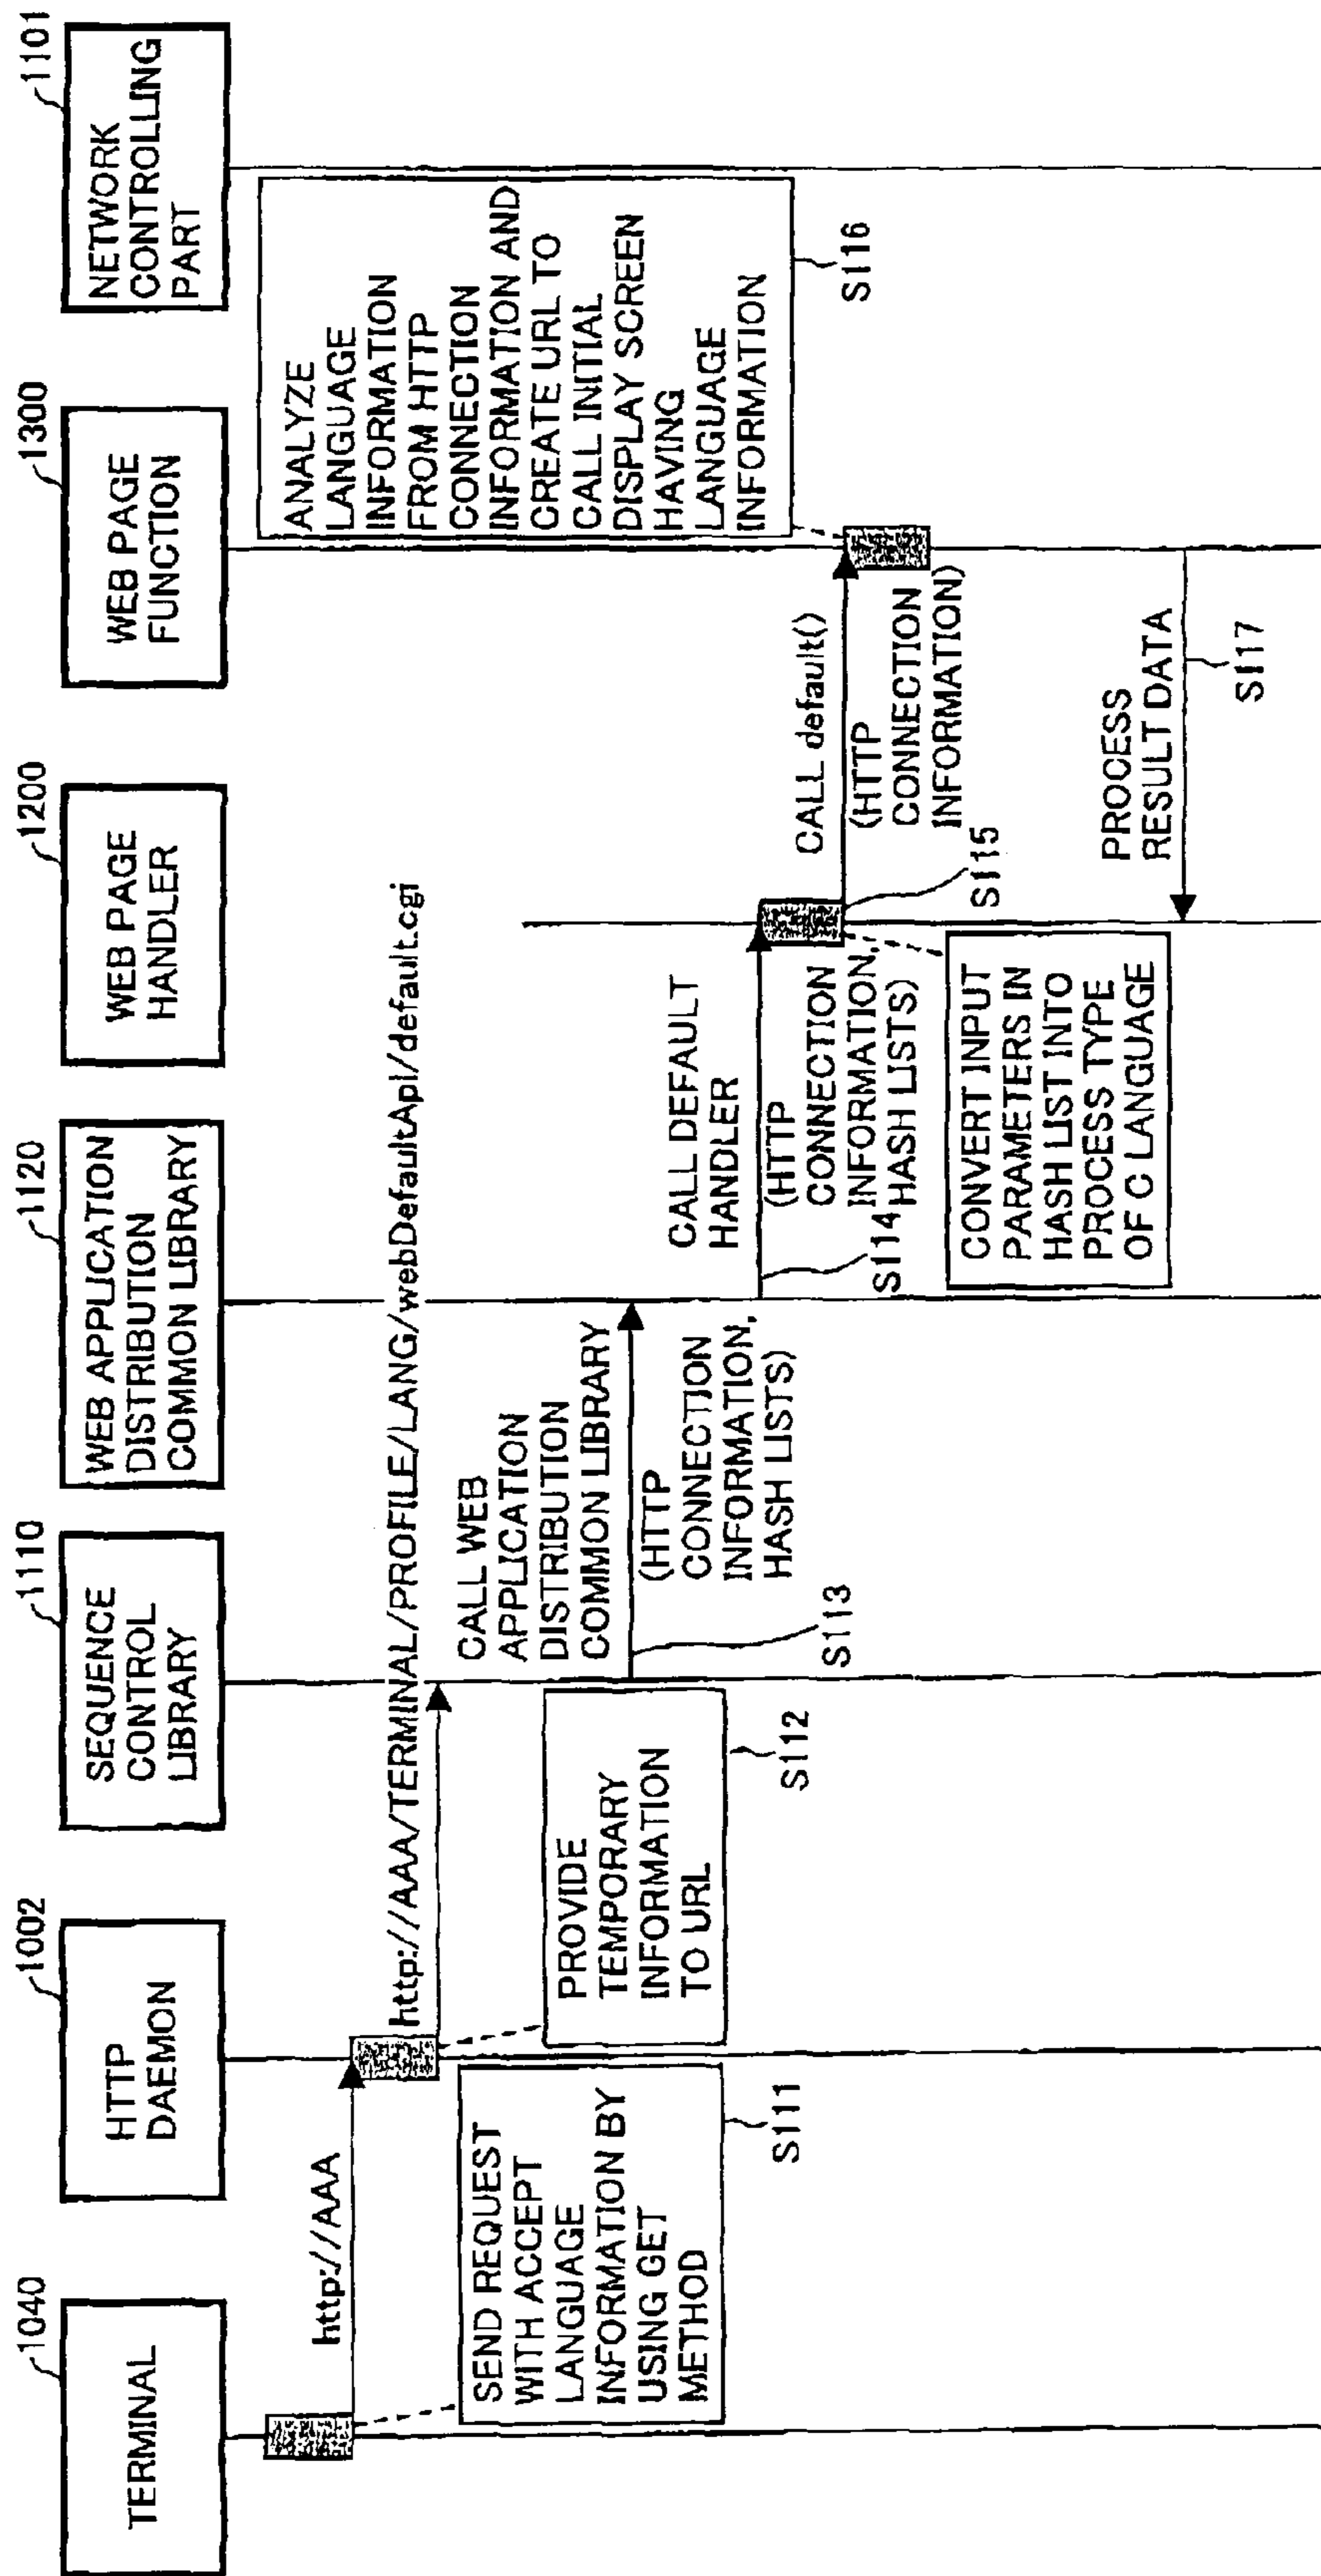 1040
TERMINAL
1002
HTTP
DAEMON
1110
SEQUENCE
CONTROL
LIBRARY
1120
WEB APPLICATION
DISTRIBUTION
COMMON LIBRARY
1200
WEB PAGE
HANDLER
1300
WEB PAGE
FUNCTION
1101
NETWORK
CONTROLLING
PART
http://AAA
SEND REQUEST
WITH ACCEPT
LANGUAGE
INFORMATION BY
USING GET
METHOD
S111
http://AAA/TERMINAL/PROFILE/LANG/webDefaultApl/default.cgi
PROVIDE
TEMPORARY
INFORMATION
TO URL
S112
CALL WEB
APPLICATION
DISTRIBUTION
COMMON LIBRARY
(HTTP
CONNECTION
INFORMATION,
HASH LISTS)
S113
CALL DEFAULT
HANDLER
(HTTP
CONNECTION
INFORMATION,
HASH LISTS)
S114
CONVERT INPUT
PARAMETERS IN
HASH LIST INTO
PROCESS TYPE
OF C LANGUAGE
S115
CALL default()
(HTTP
CONNECTION
INFORMATION)
ANALYZE
LANGUAGE
INFORMATION
FROM HTTP
CONNECTION
INFORMATION AND
CREATE URL TO
CALL INITIAL
DISPLAY SCREEN
HAVING
LANGUAGE
INFORMATION
S116
PROCESS
RESULT DATA
S117